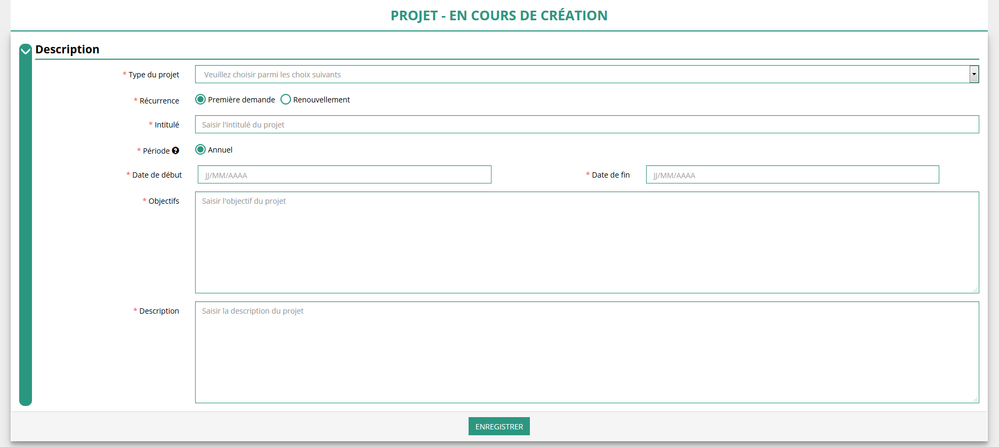 PROJET - EN COURS DE CRÉATION
Description
* Type du projet Veuillez choisir parmi les choix suivants
* Récurrence Première demande Renouvellement
* Intitulé Saisir l'intitulé du projet
* Période ? Annuel
* Date de début JJ/MM/AAAA * Date de fin JJ/MM/AAAA
* Objectifs Saisir l'objectif du projet
* Description Saisir la description du projet
ENREGISTRER